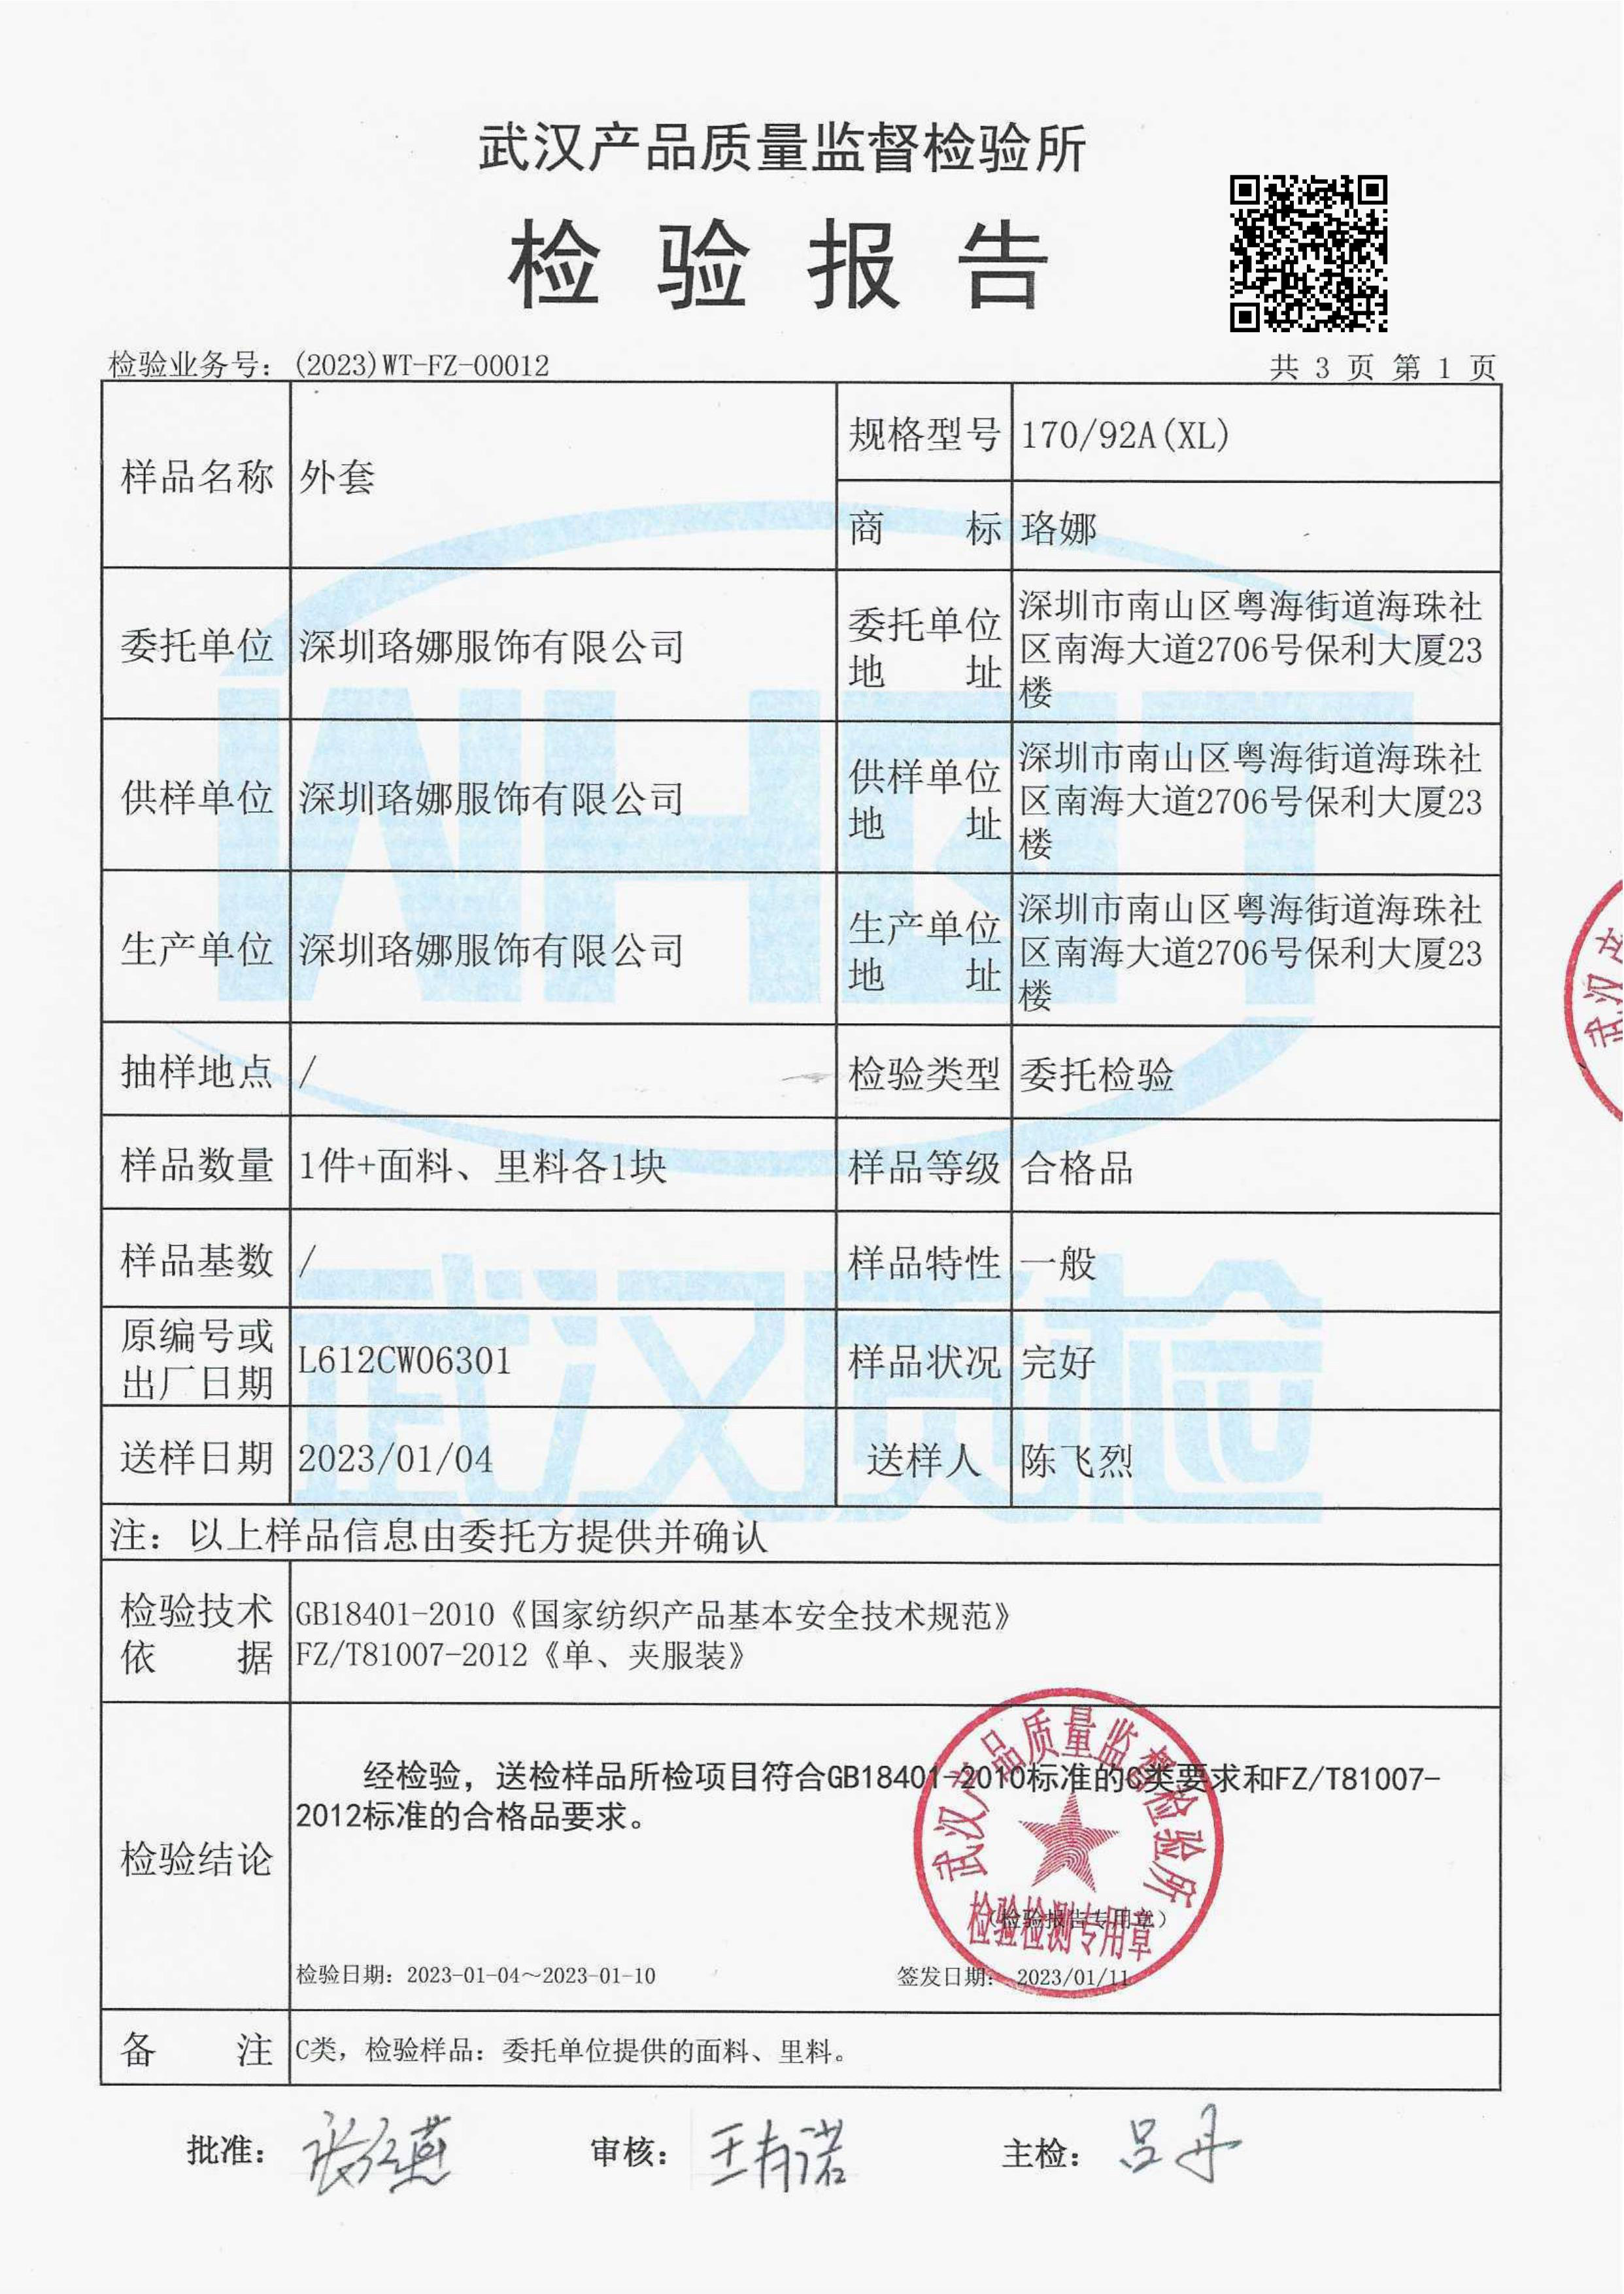 武汉产品质量监督检验所
检验报告
检验业务号：(2023)WT-FZ-00012
共 3 页 第 1 页
样品名称 外套
规格型号 170/92A(XL)
商 标 珞娜
委托单位 深圳珞娜服饰有限公司
委托单位
地 址
深圳市南山区粤海街道海珠社
区南海大道2706号保利大厦23
楼
供样单位 深圳珞娜服饰有限公司
供样单位
地 址
深圳市南山区粤海街道海珠社
区南海大道2706号保利大厦23
楼
生产单位 深圳珞娜服饰有限公司
生产单位
地 址
深圳市南山区粤海街道海珠社
区南海大道2706号保利大厦23
楼
抽样地点 / 检验类型 委托检验
样品数量 1件+面料、里料各1块 样品等级 合格品
样品基数 / 样品特性 一般
原编号或
出厂日期
L612CW06301 样品状况 完好
送样日期 2023/01/04 送样人 陈飞烈
注：以上样品信息由委托方提供并确认
检验技术
依 据
GB18401-2010《国家纺织产品基本安全技术规范》
FZ/T81007-2012《单、夹服装》
检验结论
经检验，送检样品所检项目符合GB18401-2010标准的C类要求和FZ/T81007-
2012标准的合格品要求。
武汉产品质量监督检验所
检验检测专用章
(检验报告专用章)
检验日期：2023-01-04～2023-01-10
签发日期：2023/01/11
备 注 C类，检验样品：委托单位提供的面料、里料。
批准： 审核：王有诺 主检：吕丹
武汉质检
武汉产